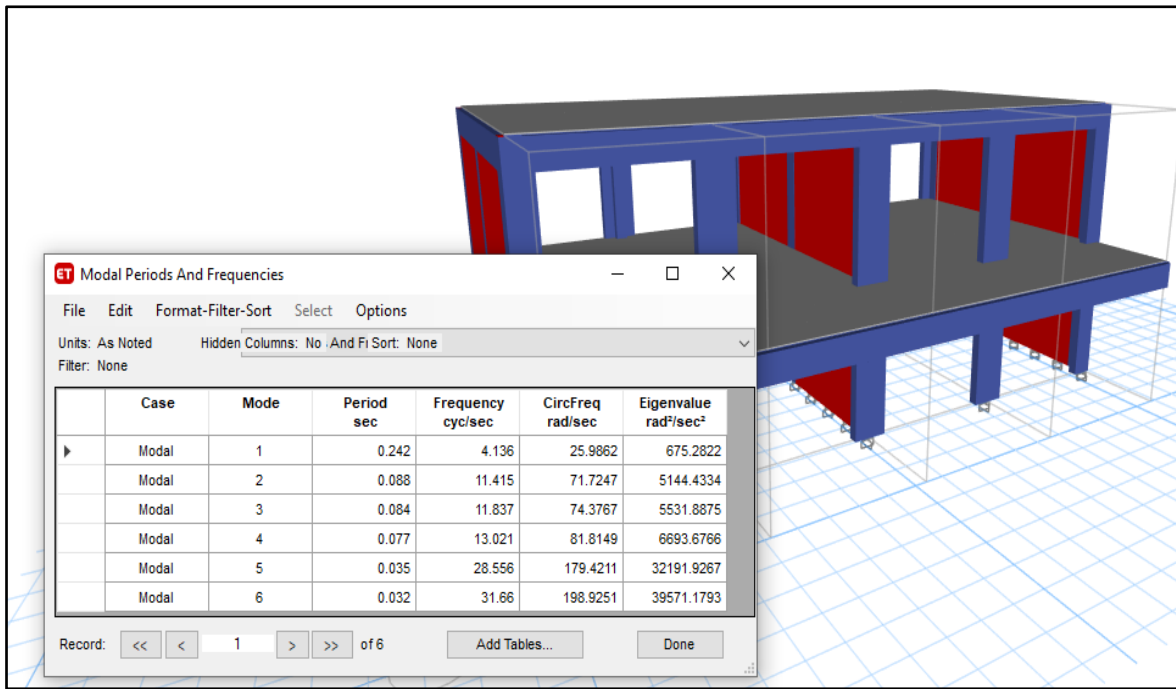 ET Modal Periods And Frequencies
File Edit Format-Filter-Sort Select Options
Units: As Noted Hidden Columns: No And Fr Sort: None
Filter: None
Case Mode Period sec Frequency cyc/sec CircFreq rad/sec Eigenvalue rad²/sec²
Modal 1 0.242 4.136 25.9862 675.2822
Modal 2 0.088 11.415 71.7247 5144.4334
Modal 3 0.084 11.837 74.3767 5531.8875
Modal 4 0.077 13.021 81.8149 6693.6766
Modal 5 0.035 28.556 179.4211 32191.9267
Modal 6 0.032 31.66 198.9251 39571.1793
Record: << < 1 > >> of 6 Add Tables... Done